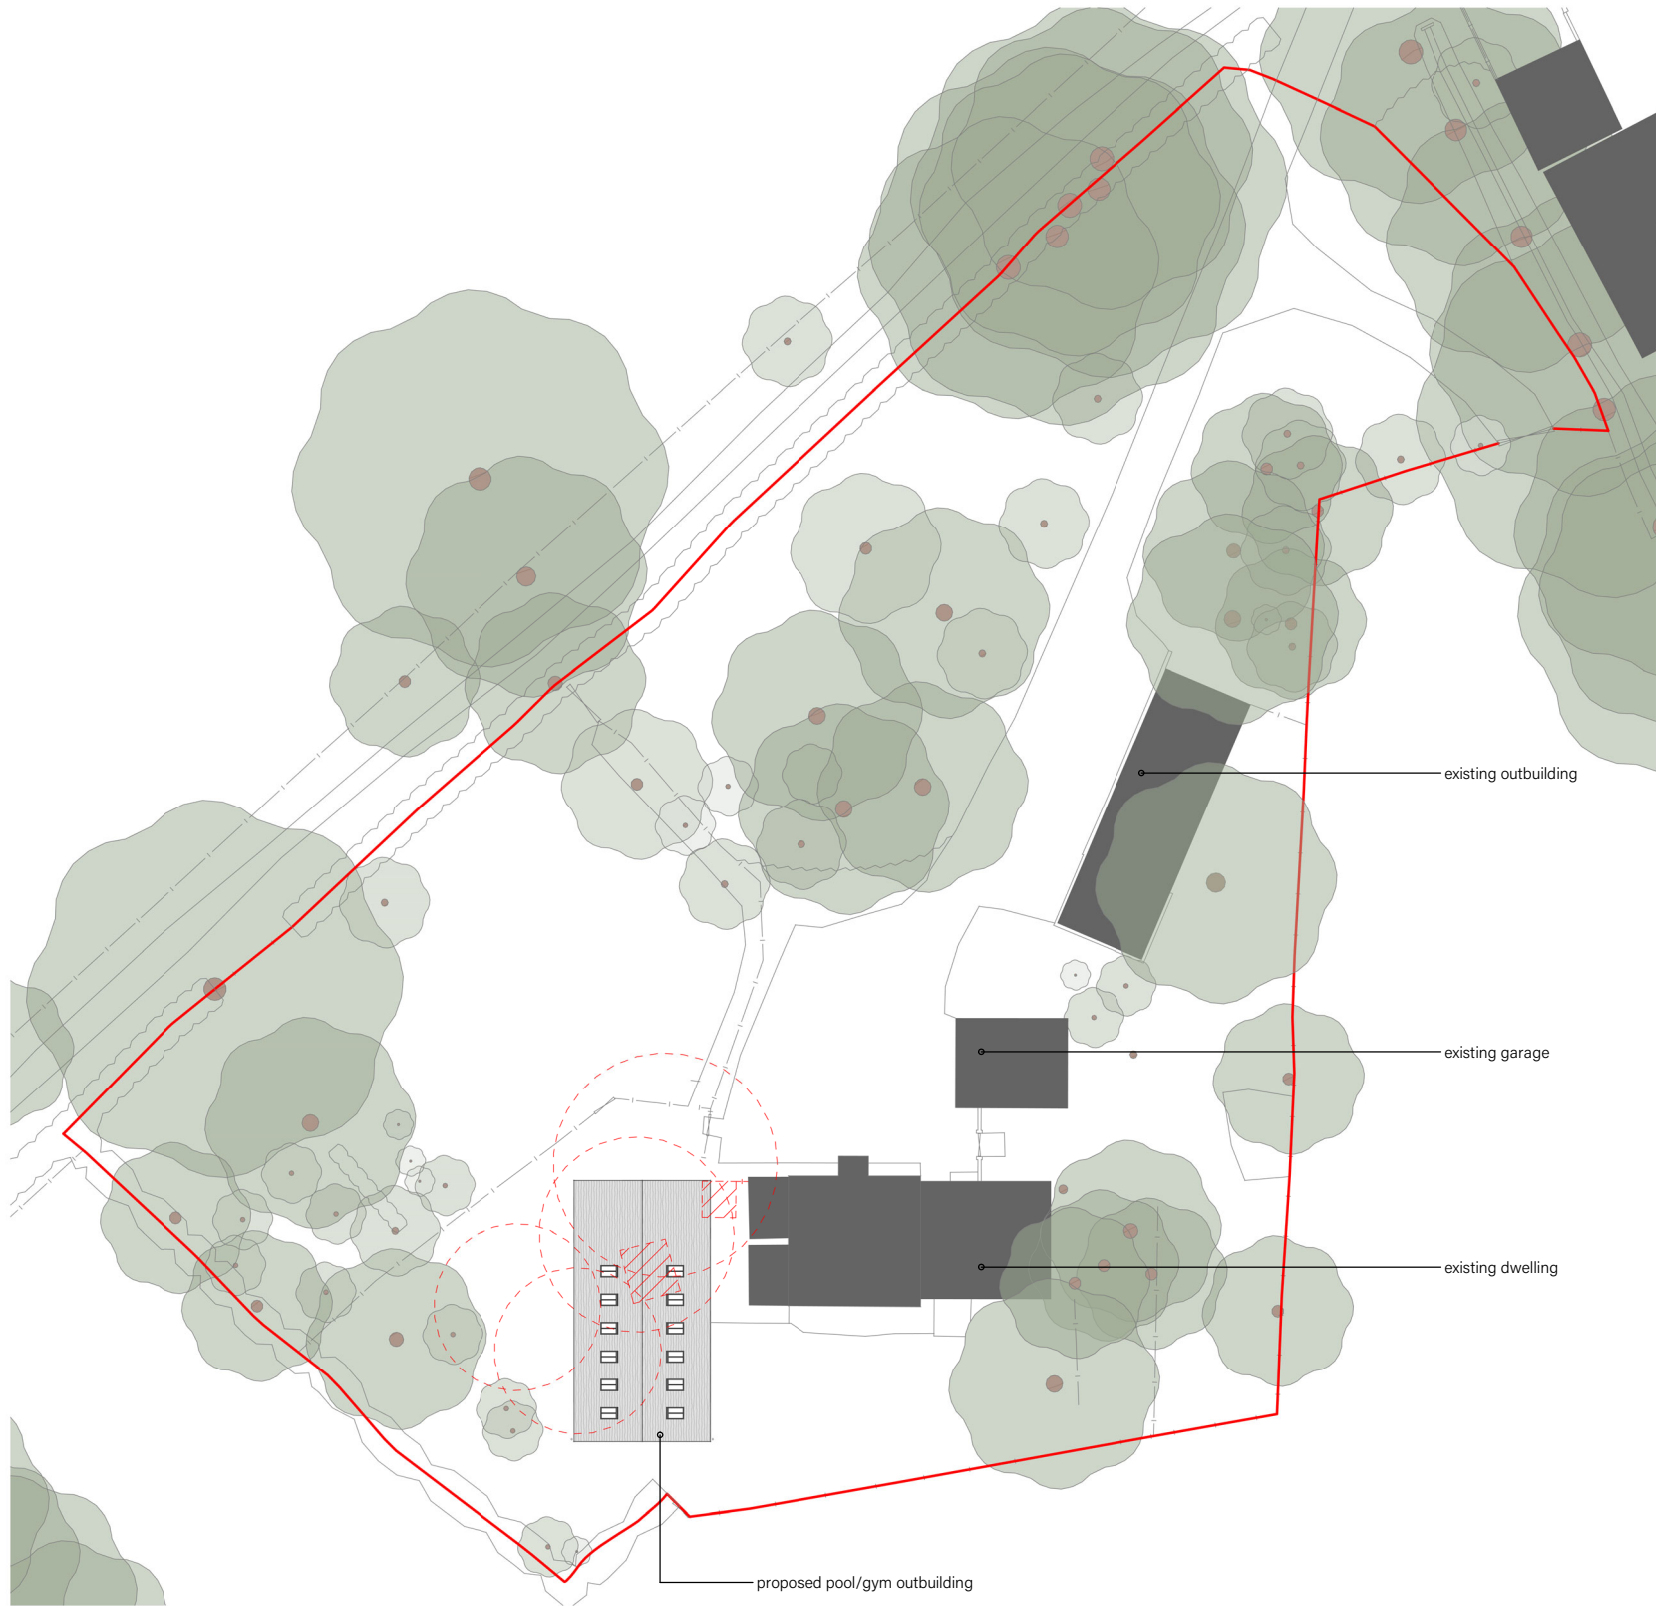 existing outbuilding
existing garage
existing dwelling
proposed pool/gym outbuilding